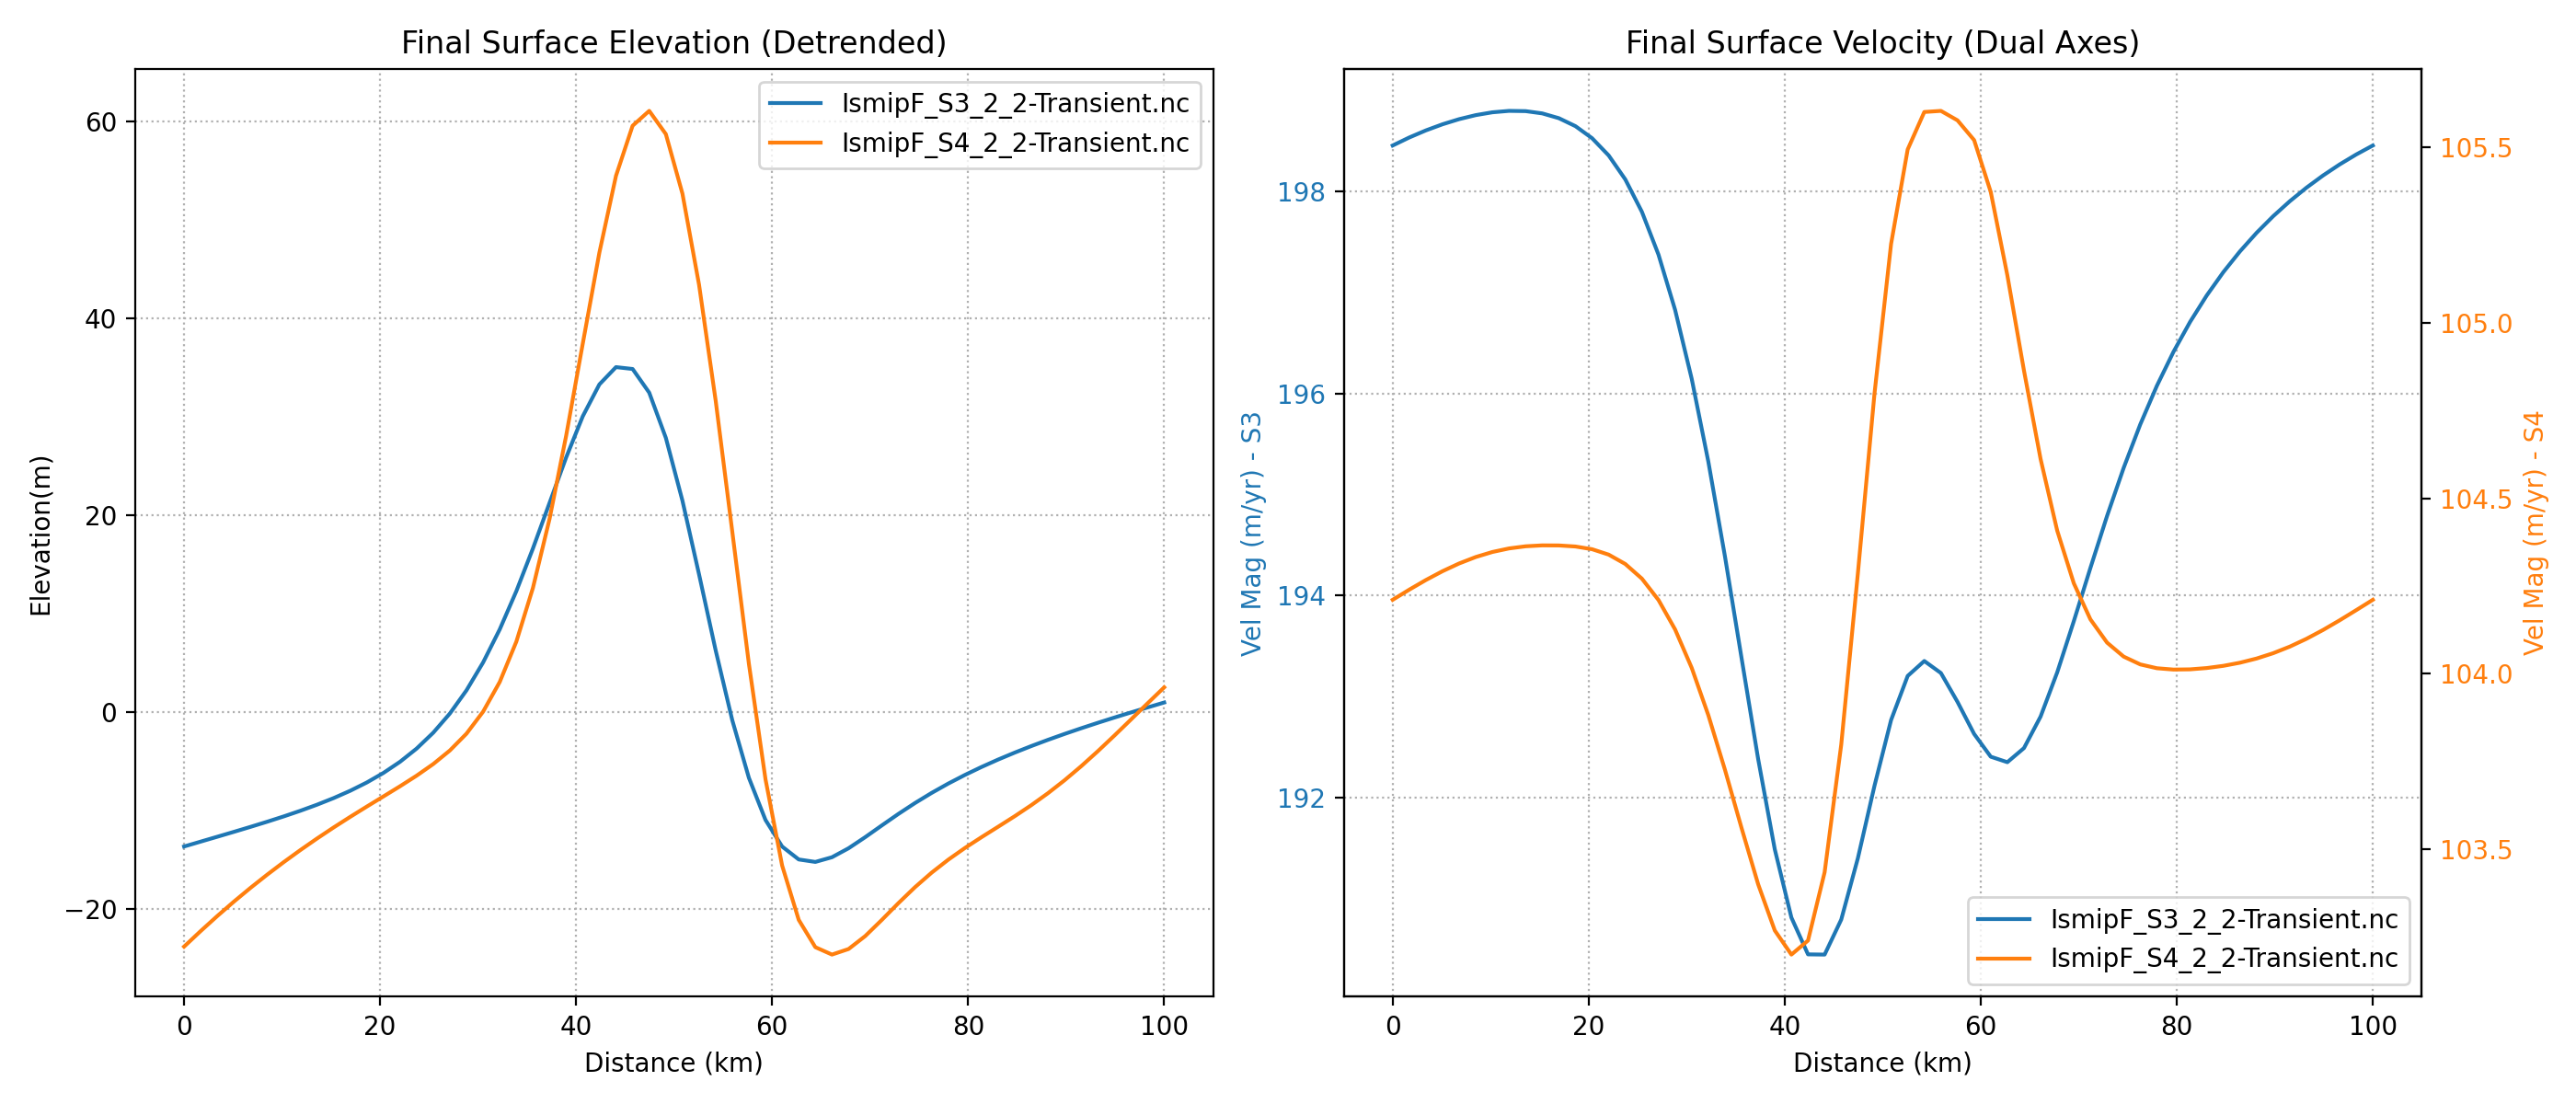 Final Surface Elevation (Detrended)
IsmipF_S3_2_2-Transient.nc
IsmipF_S4_2_2-Transient.nc
60
40
20
0
−20
Elevation(m)
0 20 40 60 80 100
Distance (km)
Final Surface Velocity (Dual Axes)
198
196
194
192
Vel Mag (m/yr) - S3
105.5
105.0
104.5
104.0
103.5
Vel Mag (m/yr) - S4
IsmipF_S3_2_2-Transient.nc
IsmipF_S4_2_2-Transient.nc
0 20 40 60 80 100
Distance (km)